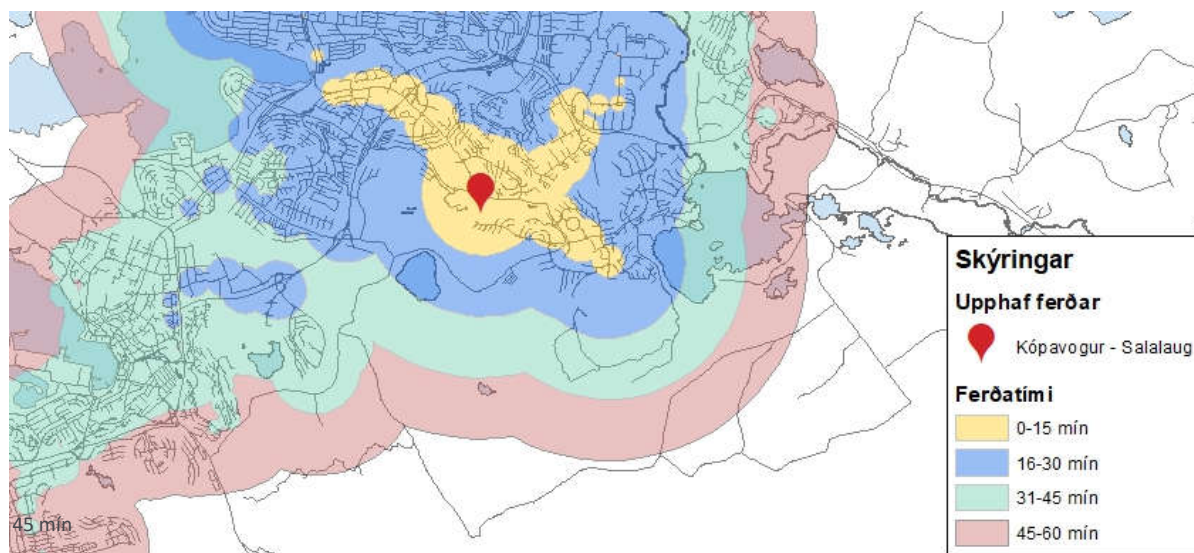 Skýringar
Upphaf ferðar
Kópavogur - Salalaug
Ferðatími
0-15 mín
16-30 mín
31-45 mín
45-60 mín
45 mín